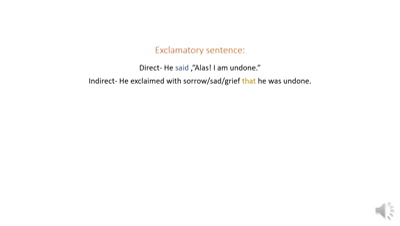 Exclamatory sentence:
Direct- He said ,”Alas! I am undone.”
Indirect- He exclaimed with sorrow/sad/grief that he was undone.